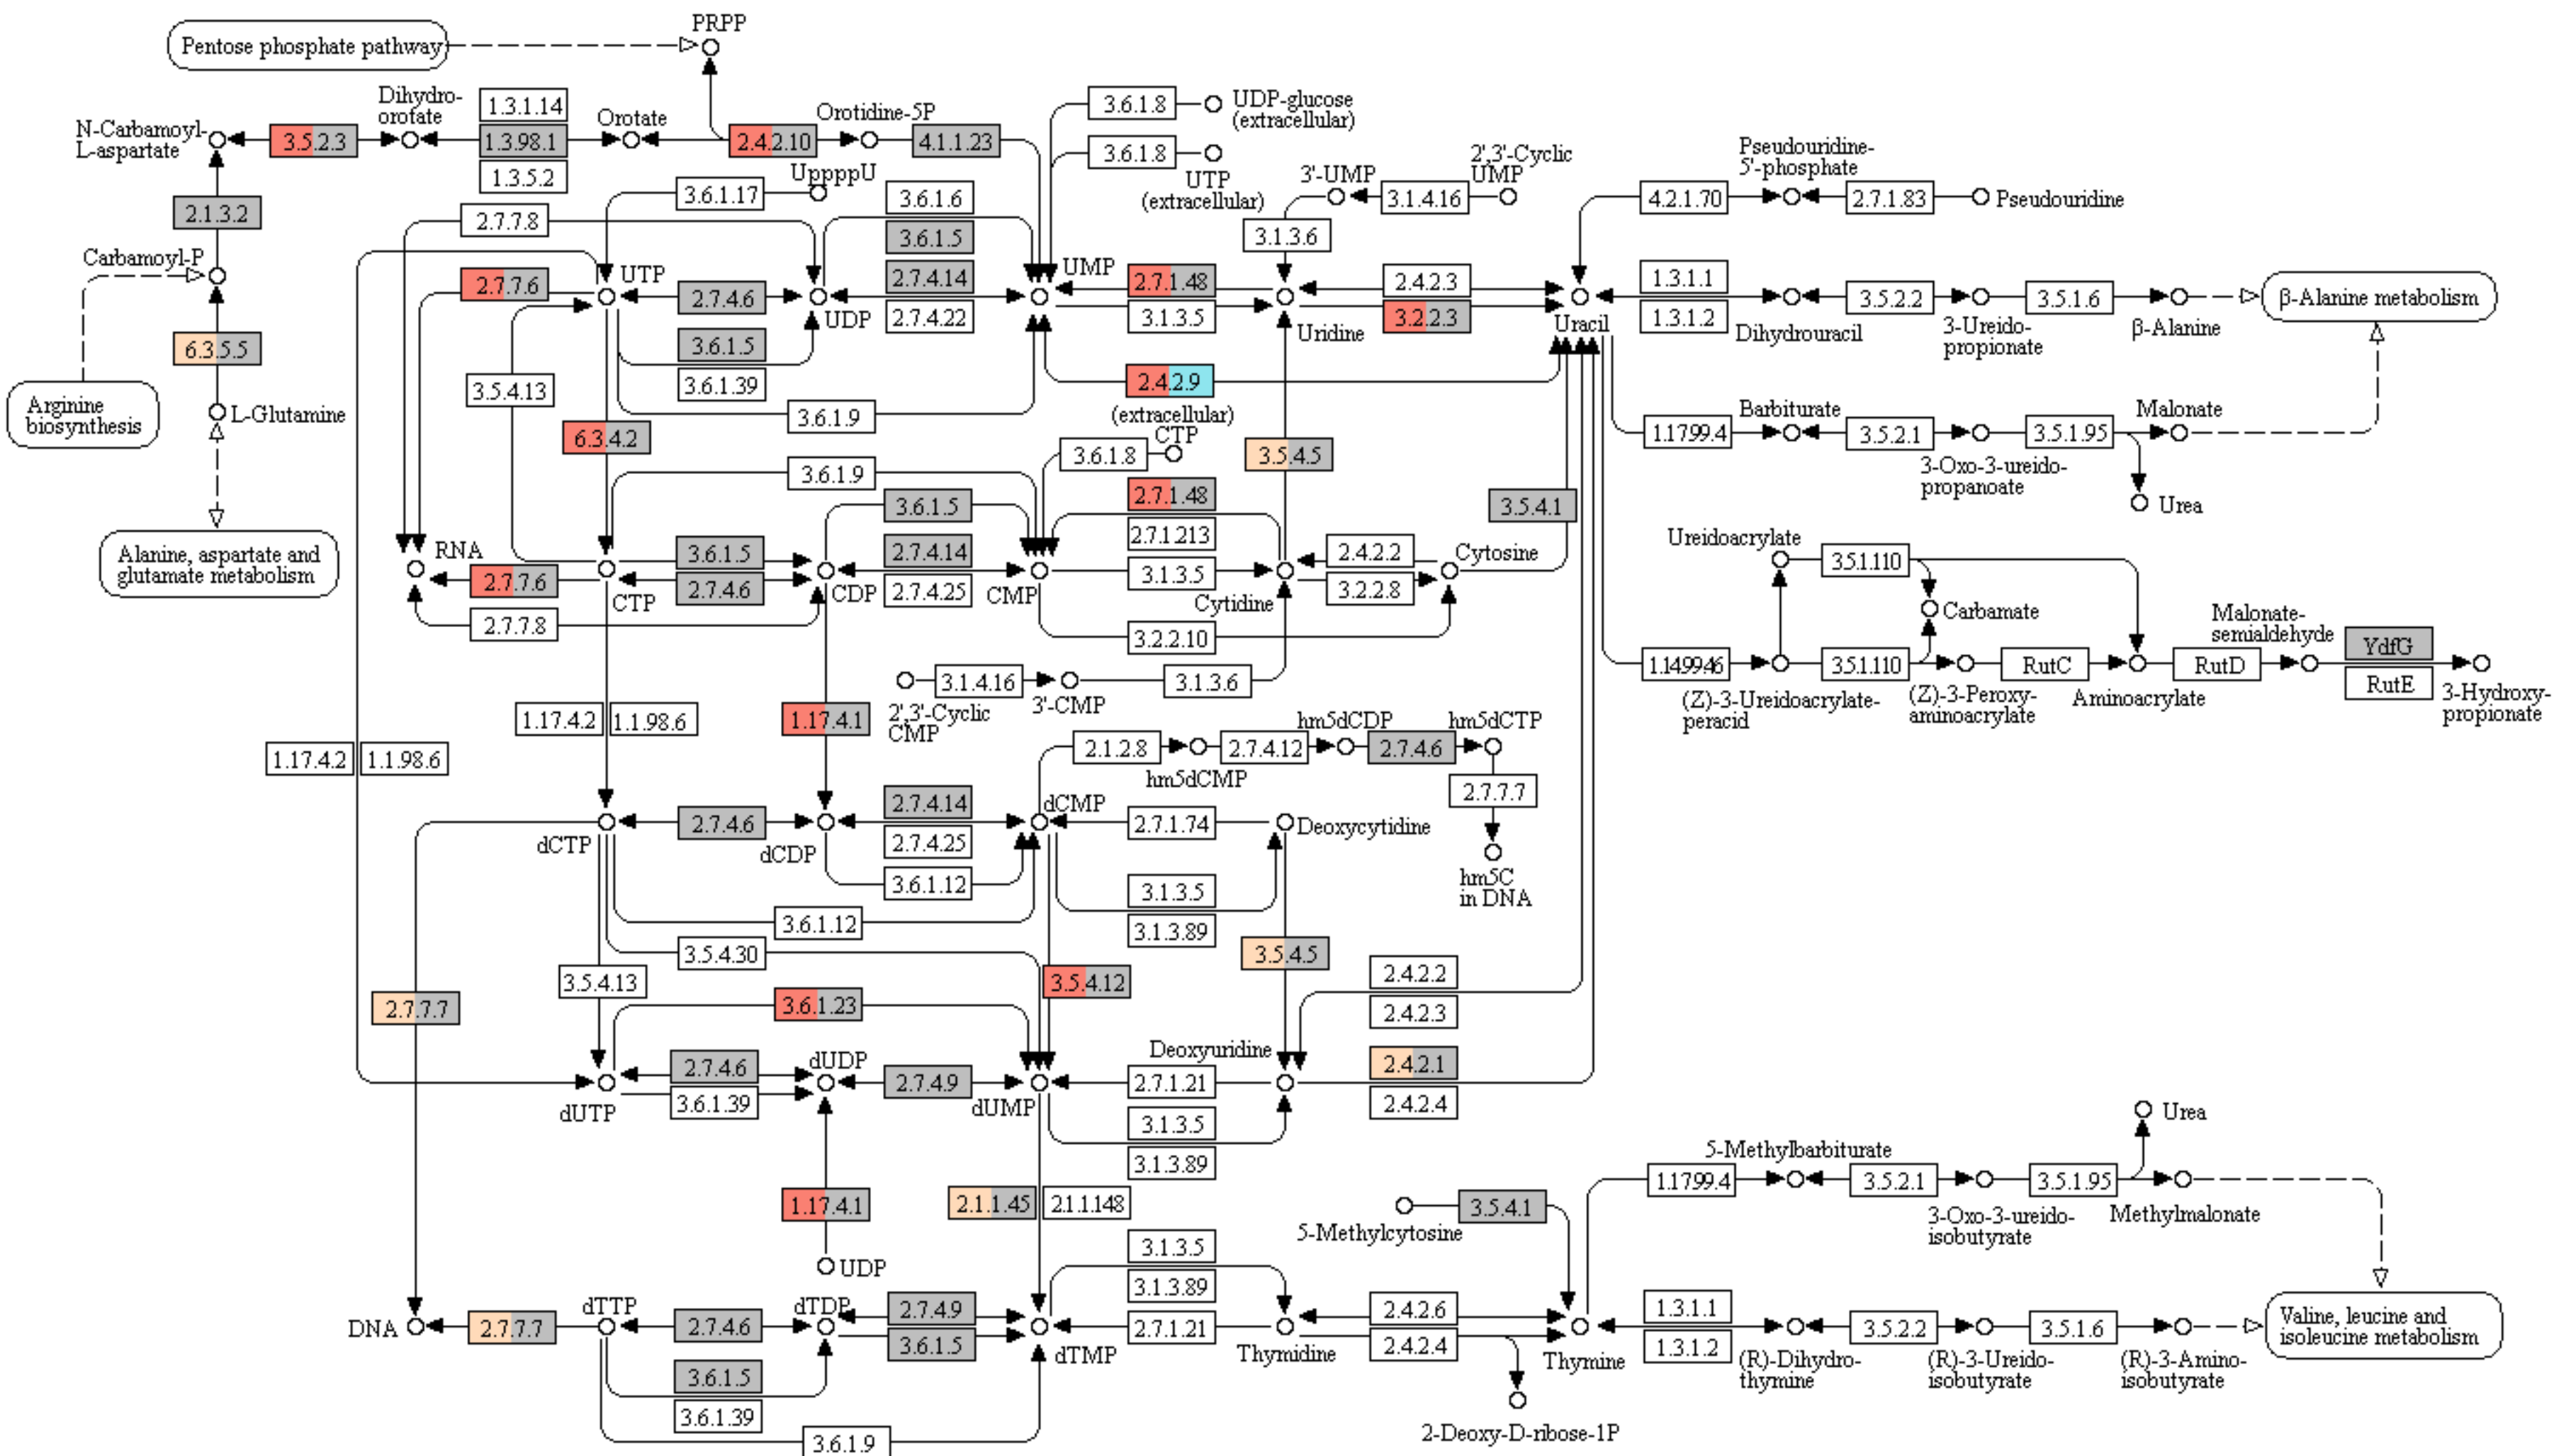 PRPP
Pentose phosphate pathway
Dihydro-
orotate
1.3.1.14
Orotate
Orotidine-5P
3.6.1.8
UDP-glucose
(extracellular)
N-Carbamoyl-
L-aspartate
3.5.2.3
1.3.98.1
2.4.2.10
4.1.1.23
3.6.1.8
UTP
(extracellular)
1.3.5.2
UppppU
3'-UMP
2',3'-Cyclic
UMP
Pseudouridine-
5'-phosphate
3.6.1.17
3.6.1.6
3.1.4.16
4.2.1.70
2.7.1.83
Pseudouridine
2.1.3.2
2.7.7.8
3.6.1.5
3.1.3.6
Carbamoyl-P
2.7.7.6
UTP
2.7.4.6
UDP
2.7.4.14
UMP
2.7.1.48
2.4.2.3
1.3.1.1
3.5.2.2
3.5.1.6
β-Alanine metabolism
2.7.4.22
3.1.3.5
Uridine
3.2.2.3
Uracil
1.3.1.2
Dihydrouracil
3-Ureido-
propionate
β-Alanine
6.3.5.5
3.6.1.5
3.5.4.13
3.6.1.39
2.4.2.9
(extracellular)
CTP
Arginine
biosynthesis
L-Glutamine
3.6.1.9
Barbiturate
Malonate
6.3.4.2
1.1799.4
3.5.2.1
3.5.1.95
3.6.1.8
3.5.4.5
3-Oxo-3-ureido-
propanoate
Urea
3.6.1.9
3.6.1.5
2.7.1.48
3.5.4.1
2.7.1.213
Alanine, aspartate and
glutamate metabolism
RNA
3.6.1.5
2.7.4.14
2.4.2.2
Cytosine
Ureidoacrylate
3.5.1.110
2.7.7.6
CTP
2.7.4.6
CDP
2.7.4.25
CMP
3.1.3.5
Cytidine
3.2.2.8
Carbamate
2.7.7.8
3.2.2.10
Malonate-
semialdehyde
YdfG
1.149946
3.5.1.110
RutC
RutD
RutE
(Z)-3-Ureidoacrylate-
peracid
(Z)-3-Peroxy-
aminoacrylate
Aminoacrylate
3-Hydroxy-
propionate
3.1.4.16
3.1.3.6
2',3'-Cyclic
CMP
3'-CMP
1.17.4.2
1.1.98.6
1.17.4.1
hm5dCDP
hm5dCTP
1.17.4.2
1.1.98.6
2.1.2.8
2.7.4.12
2.7.4.6
hm5dCMP
2.7.7.7
dCTP
2.7.4.6
dCDP
2.7.4.14
dCMP
2.7.1.74
Deoxycytidine
2.7.4.25
3.6.1.12
3.1.3.5
hm5C
in DNA
3.6.1.12
3.1.3.89
3.5.4.30
3.5.4.5
3.5.4.13
3.5.4.12
2.4.2.2
2.7.7.7
3.6.1.23
2.4.2.3
2.7.4.6
dUDP
2.7.4.9
Deoxyuridine
2.4.2.1
dUTP
3.6.1.39
dUMP
2.7.1.21
2.4.2.4
3.1.3.5
Urea
3.1.3.89
5-Methylbarbiturate
1.1799.4
3.5.2.1
3.5.1.95
1.17.4.1
2.1.1.45
2.1.1.148
3.5.4.1
5-Methylcytosine
3-Oxo-3-ureido-
isobutyrate
Methylmalonate
UDP
3.1.3.5
3.1.3.89
DNA
2.7.7.7
dTTP
2.7.4.6
dTDP
2.7.4.9
3.6.1.5
dTMP
2.7.1.21
Thymidine
2.4.2.6
2.4.2.4
Thymine
1.3.1.1
1.3.1.2
3.5.2.2
3.5.1.6
Valine, leucine and
isoleucine metabolism
(R)-Dihydro-
thymine
(R)-3-Ureido-
isobutyrate
(R)-3-Amino-
isobutyrate
3.6.1.5
3.6.1.39
3.6.1.9
2-Deoxy-D-ribose-1P